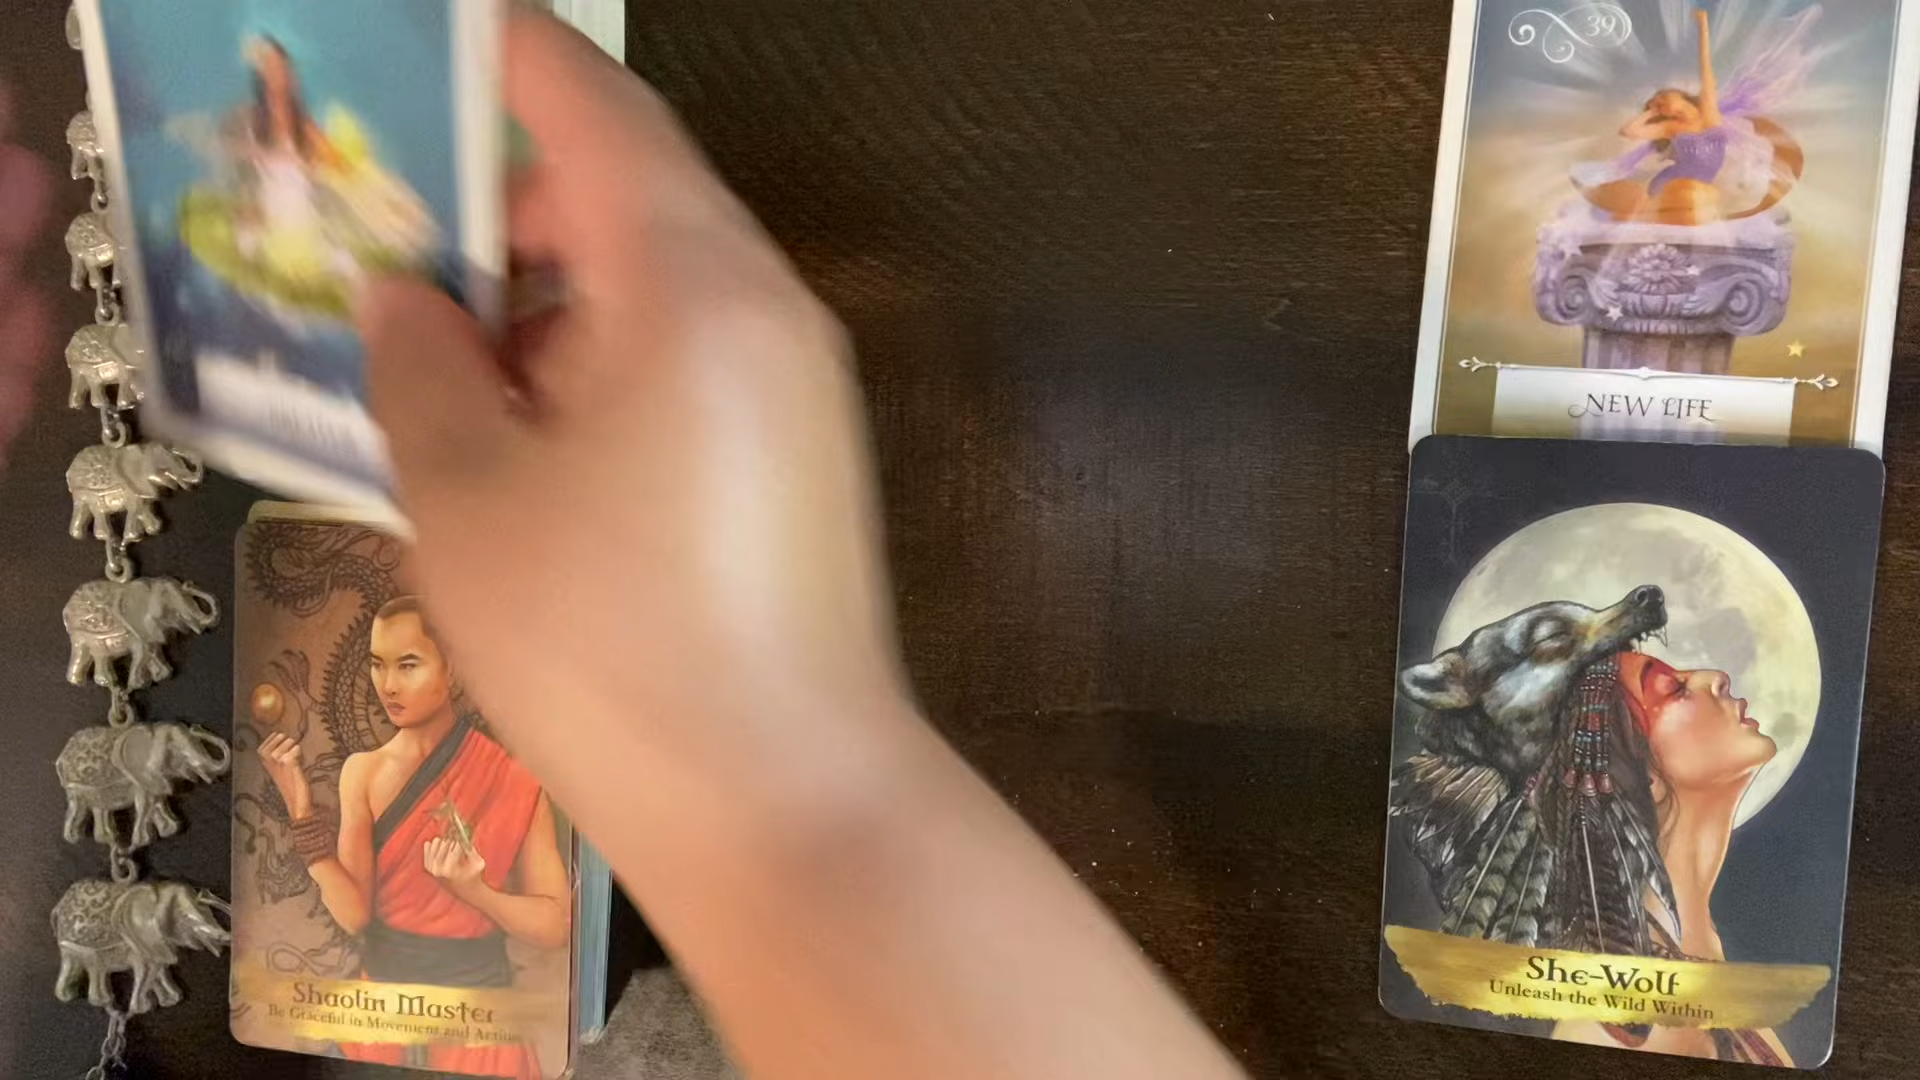 39
NEW LIFE
Shaolin Master
Be Graceful in Movement and Action
She-Wolf
Unleash the Wild Within